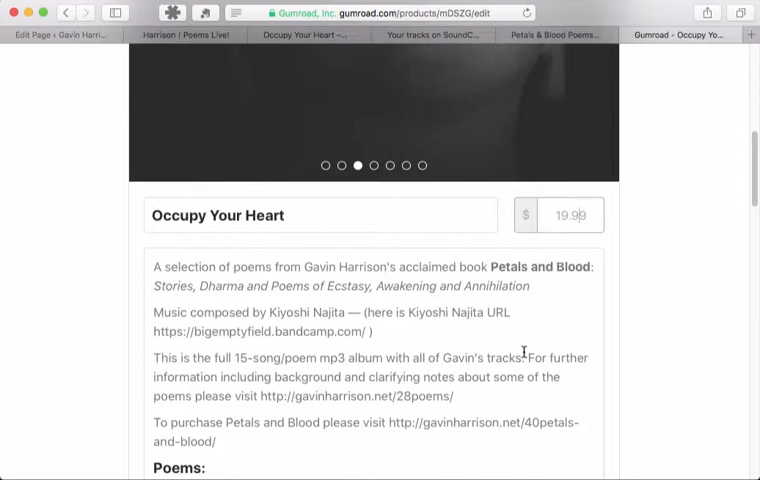 Gumroad, Inc. gumroad.com/products/mDSZG/edit
Edit Page ‹ Gavin Harri...
Harrison | Poems Live!
Occupy Your Heart –...
Your tracks on SoundC...
Petals & Blood Poems...
Gumroad - Occupy Yo...
Occupy Your Heart
$ 19.99
A selection of poems from Gavin Harrison's acclaimed book Petals and Blood:
Stories, Dharma and Poems of Ecstasy, Awakening and Annihilation
Music composed by Kiyoshi Najita — (here is Kiyoshi Najita URL
https://bigemptyfield.bandcamp.com/ )
This is the full 15-song/poem mp3 album with all of Gavin's tracks. For further
information including background and clarifying notes about some of the
poems please visit http://gavinharrison.net/28poems/
To purchase Petals and Blood please visit http://gavinharrison.net/40petals-
and-blood/
Poems: